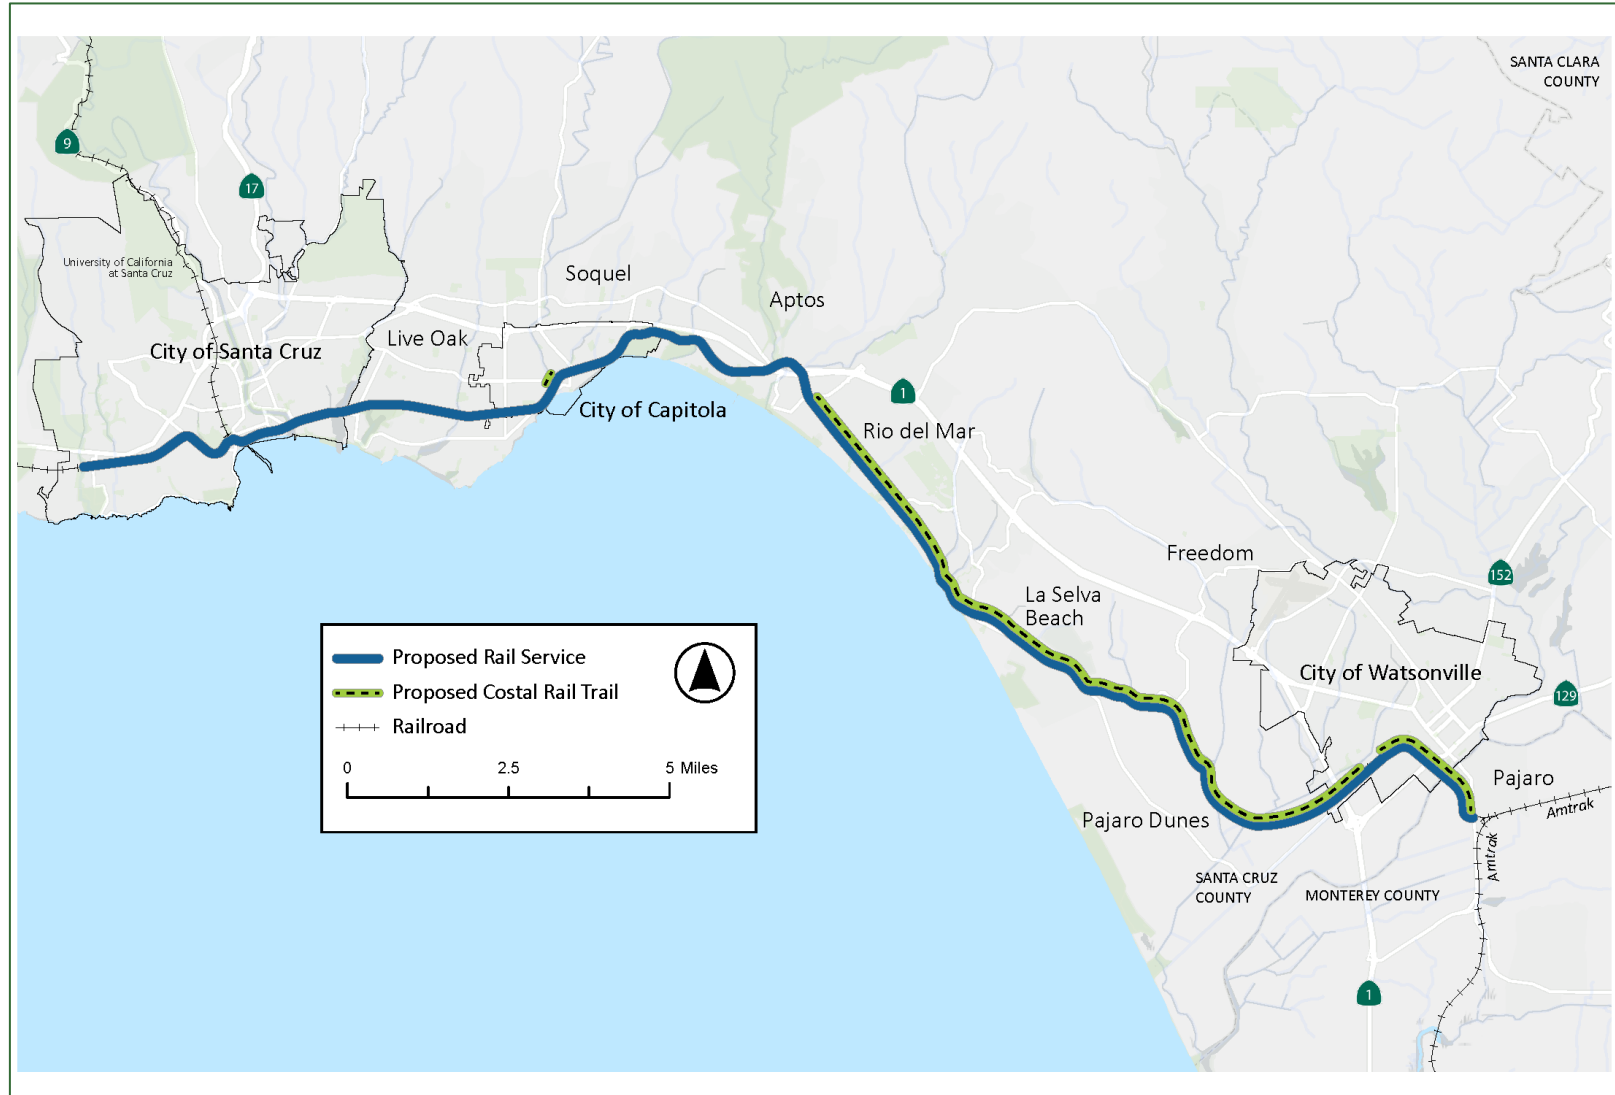 SANTA CLARA
COUNTY
9
17
University of California
at Santa Cruz
Soquel
Aptos
Live Oak
City of Santa Cruz
City of Capitola
1
Rio del Mar
Freedom
152
La Selva
Beach
City of Watsonville
129
Pajaro
Amtrak
Amtrak
Pajaro Dunes
SANTA CRUZ
COUNTY
MONTEREY COUNTY
1
Proposed Rail Service
Proposed Costal Rail Trail
Railroad
0 2.5 5 Miles